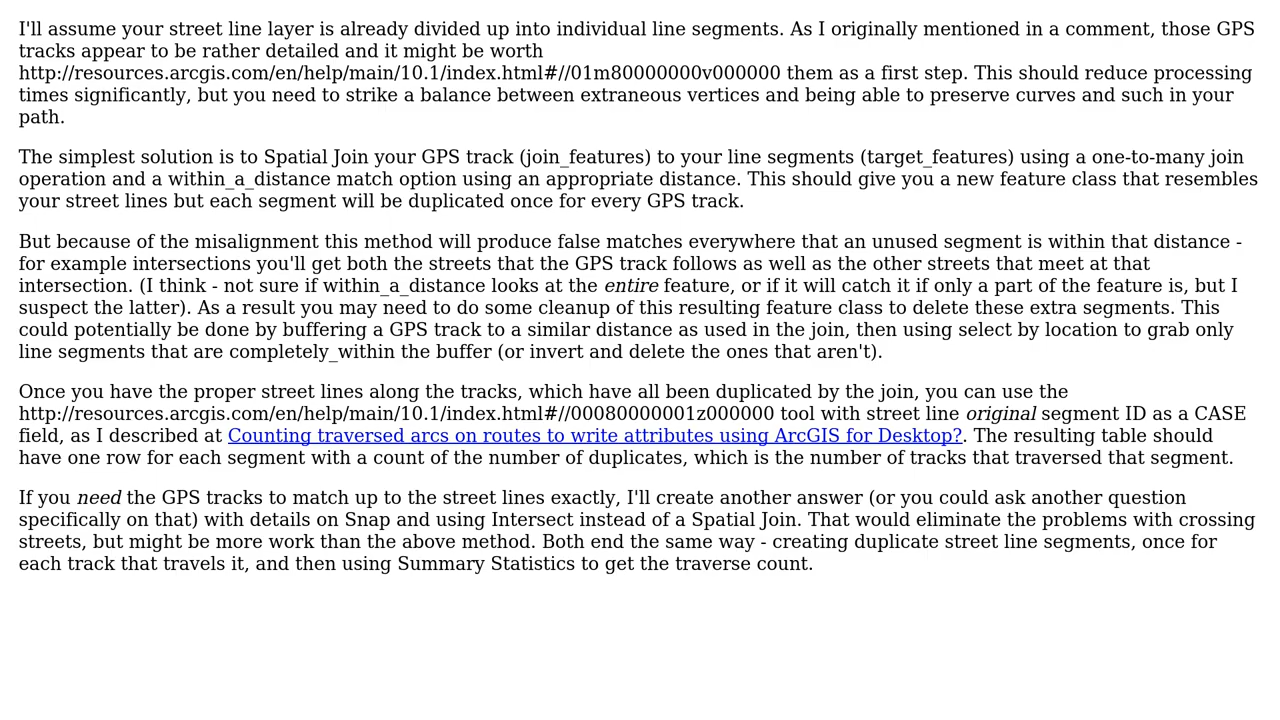 I'll assume your street line layer is already divided up into individual line segments. As I originally mentioned in a comment, those GPS
tracks appear to be rather detailed and it might be worth
http://resources.arcgis.com/en/help/main/10.1/index.html#//01m80000000v000000 them as a first step. This should reduce processing
times significantly, but you need to strike a balance between extraneous vertices and being able to preserve curves and such in your
path.
The simplest solution is to Spatial Join your GPS track (join_features) to your line segments (target_features) using a one-to-many join
operation and a within_a_distance match option using an appropriate distance. This should give you a new feature class that resembles
your street lines but each segment will be duplicated once for every GPS track.
But because of the misalignment this method will produce false matches everywhere that an unused segment is within that distance -
for example intersections you'll get both the streets that the GPS track follows as well as the other streets that meet at that
intersection. (I think - not sure if within_a_distance looks at the entire feature, or if it will catch it if only a part of the feature is, but I
suspect the latter). As a result you may need to do some cleanup of this resulting feature class to delete these extra segments. This
could potentially be done by buffering a GPS track to a similar distance as used in the join, then using select by location to grab only
line segments that are completely_within the buffer (or invert and delete the ones that aren't).
Once you have the proper street lines along the tracks, which have all been duplicated by the join, you can use the
http://resources.arcgis.com/en/help/main/10.1/index.html#//00080000001z000000 tool with street line original segment ID as a CASE
field, as I described at Counting traversed arcs on routes to write attributes using ArcGIS for Desktop?. The resulting table should
have one row for each segment with a count of the number of duplicates, which is the number of tracks that traversed that segment.
If you need the GPS tracks to match up to the street lines exactly, I'll create another answer (or you could ask another question
specifically on that) with details on Snap and using Intersect instead of a Spatial Join. That would eliminate the problems with crossing
streets, but might be more work than the above method. Both end the same way - creating duplicate street line segments, once for
each track that travels it, and then using Summary Statistics to get the traverse count.